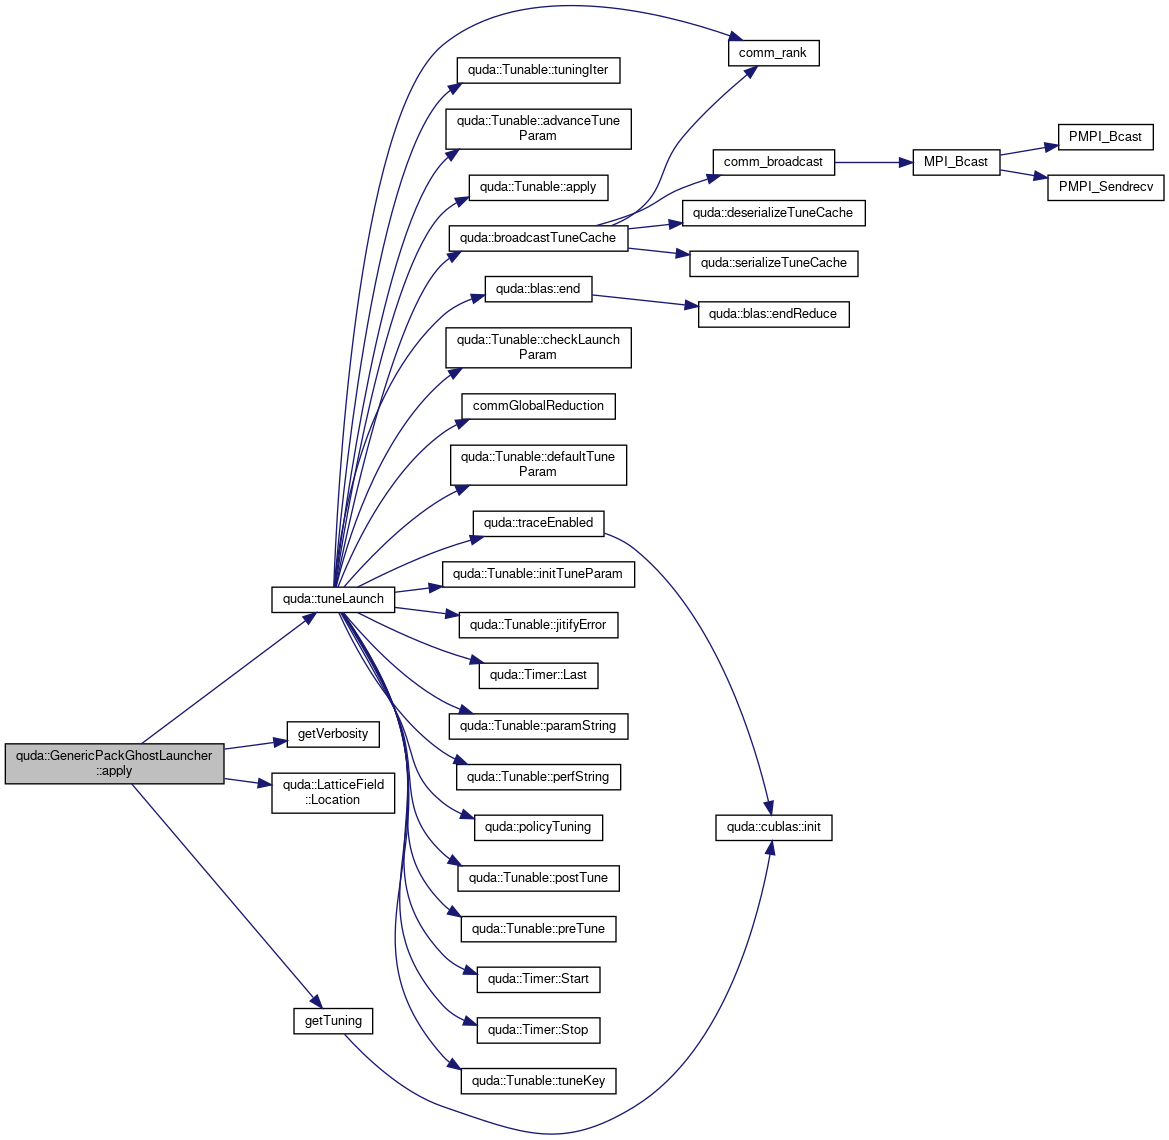 comm_rank
quda::Tunable::tuningIter
quda::Tunable::advanceTune
Param
PMPI_Bcast
comm_broadcast
MPI_Bcast
quda::Tunable::apply
PMPI_Sendrecv
quda::deserializeTuneCache
quda::broadcastTuneCache
quda::serializeTuneCache
quda::blas::end
quda::blas::endReduce
quda::Tunable::checkLaunch
Param
commGlobalReduction
quda::Tunable::defaultTune
Param
quda::traceEnabled
quda::Tunable::initTuneParam
quda::tuneLaunch
quda::Tunable::jitifyError
quda::Timer::Last
quda::Tunable::paramString
getVerbosity
quda::GenericPackGhostLauncher
::apply
quda::Tunable::perfString
quda::LatticeField
::Location
quda::policyTuning
quda::cublas::init
quda::Tunable::postTune
quda::Tunable::preTune
quda::Timer::Start
getTuning
quda::Timer::Stop
quda::Tunable::tuneKey